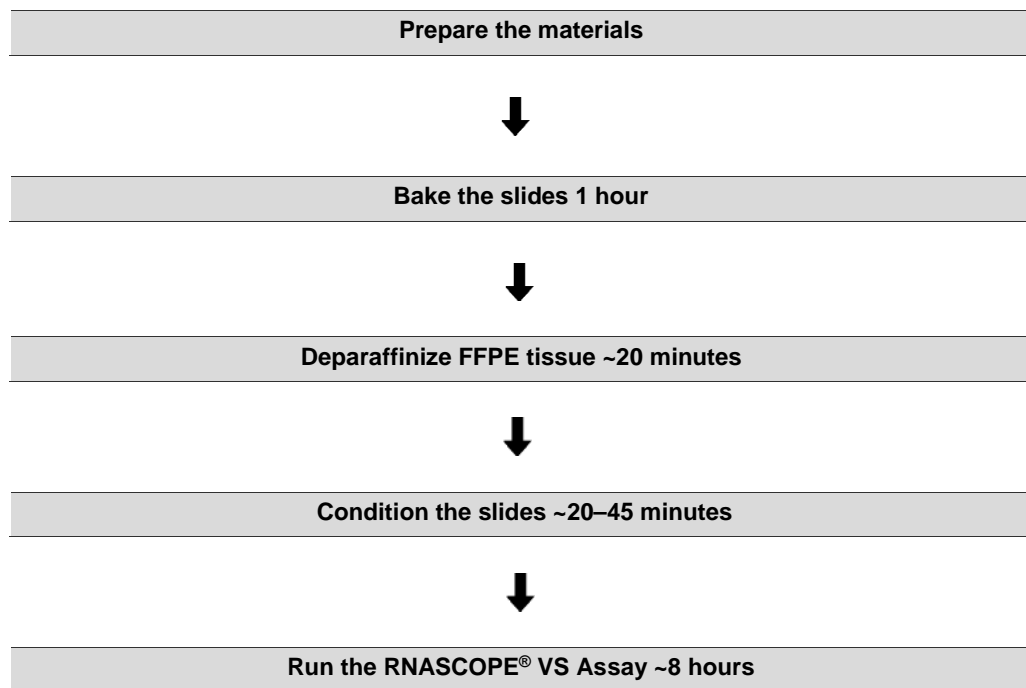 Prepare the materials
Bake the slides 1 hour
Deparaffinize FFPE tissue ~20 minutes
Condition the slides ~20–45 minutes
Run the RNASCOPE® VS Assay ~8 hours